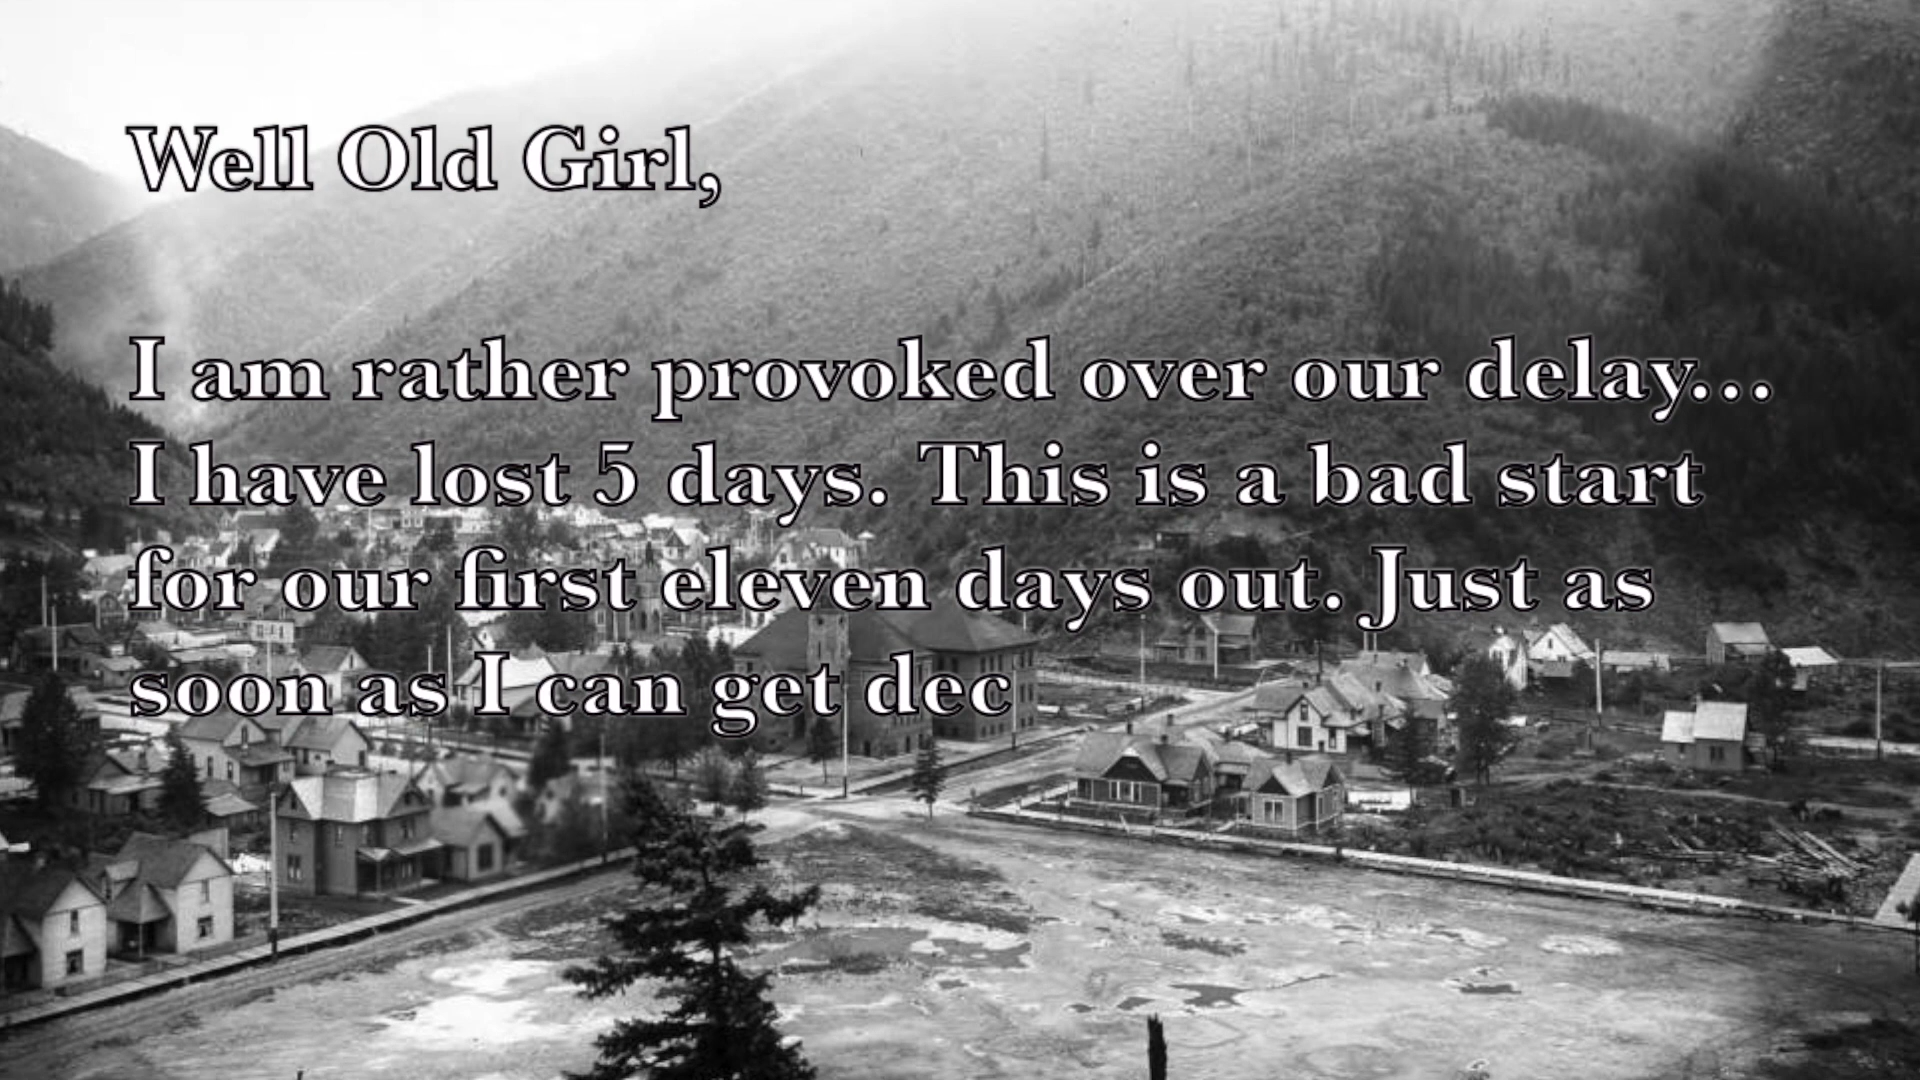 Well Old Girl,
I am rather provoked over our delay...
I have lost 5 days. This is a bad start
for our first eleven days out. Just as
soon as I can get dec